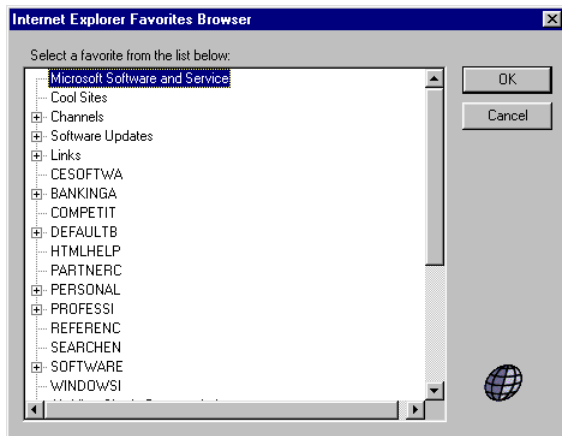 Internet Explorer Favorites Browser
Select a favorite from the list below:
Microsoft Software and Service
Cool Sites
Channels
Software Updates
Links
CESOFTWA
BANKINGA
COMPETIT
DEFAULTB
HTMLHELP
PARTNERC
PERSONAL
PROFESSI
REFERENC
SEARCHEN
SOFTWARE
WINDOWSI
OK
Cancel